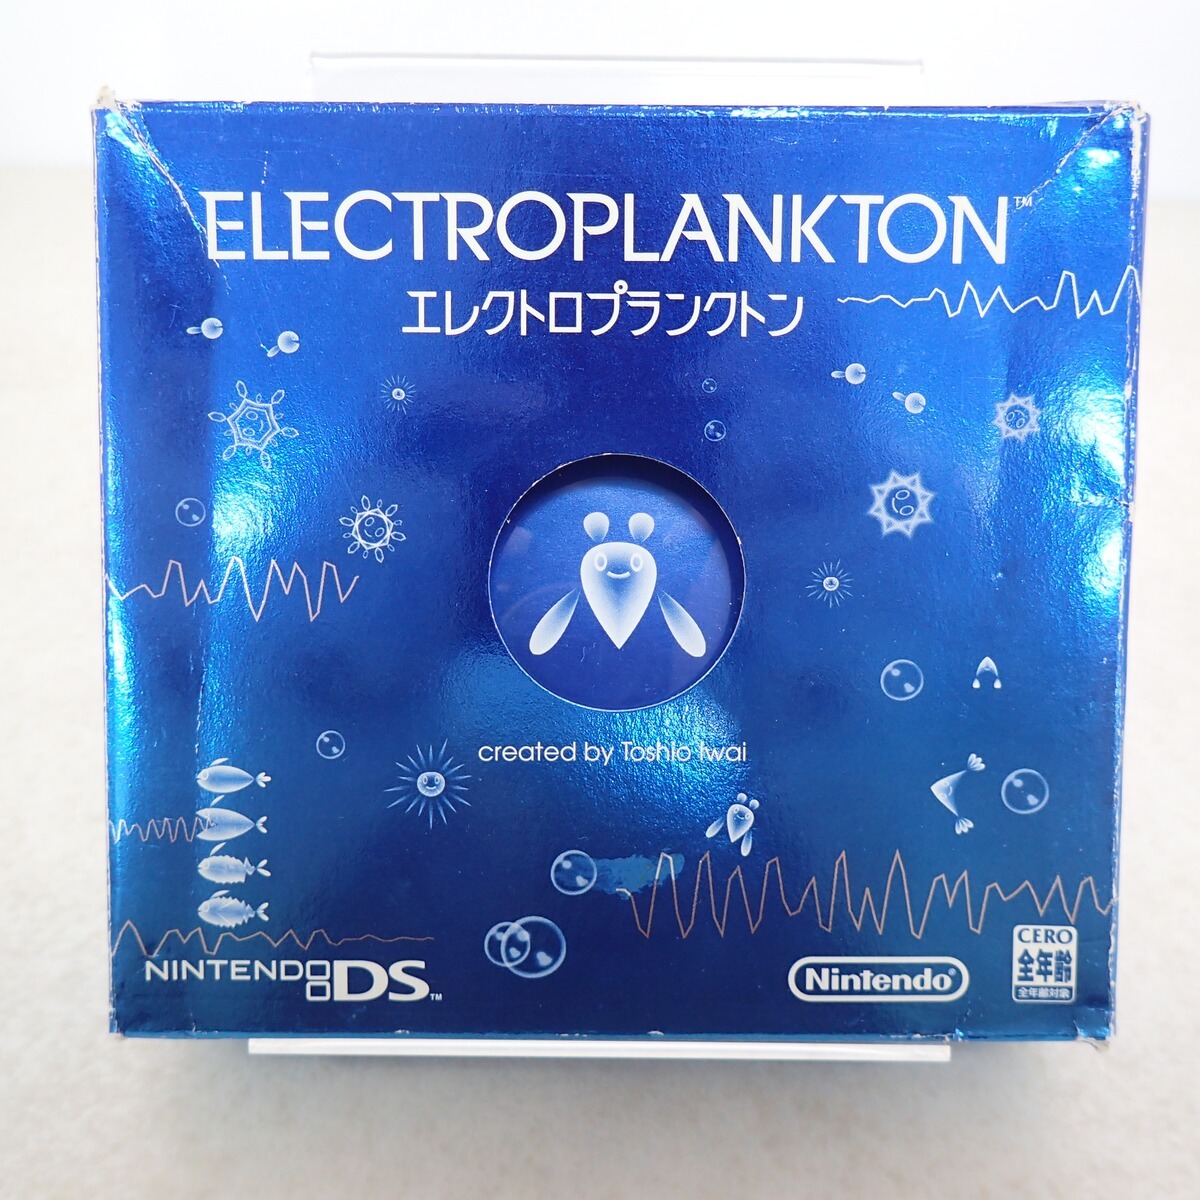 ELECTROPLANKTON™
エレクトロプランクトン
created by Toshio Iwai
NINTENDO DS™
Nintendo®
CERO
全年齢
全年齢対象